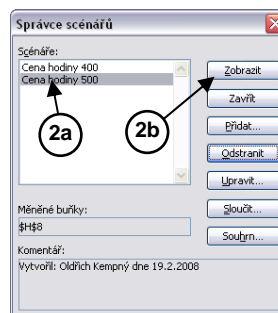 Správce scénářů
Scénáře:
Cena hodiny 400
Cena hodiny 500
2a
2b
Zobrazit
Zavřít
Přidat...
Odstranit
Upravit...
Sloučit...
Souhrn...
Měněné buňky:
$H$8
Komentář:
Vytvořil: Oldřich Kempný dne 19.2.2008